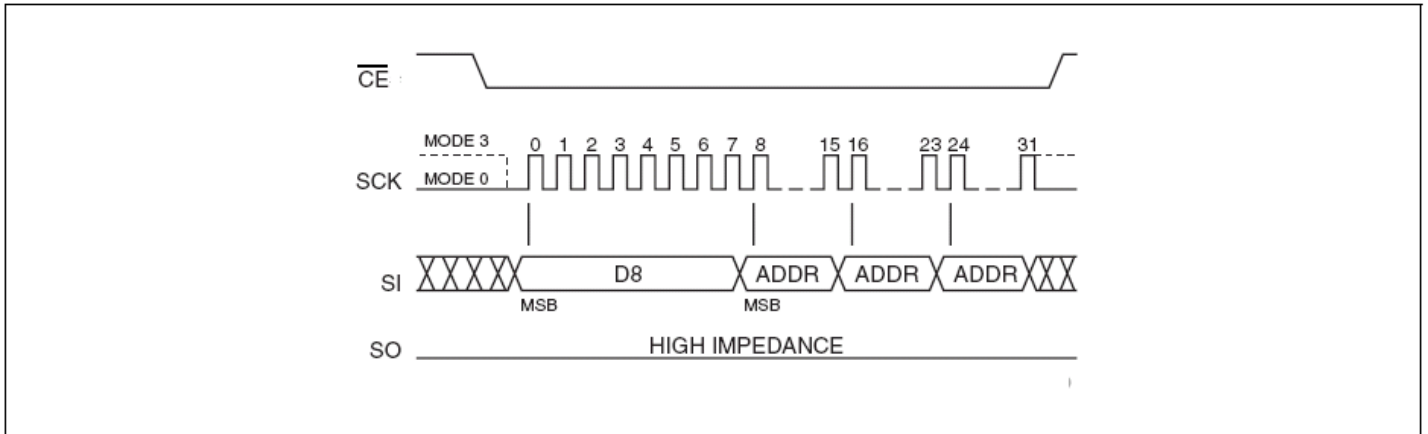 CE
MODE 3
0 1 2 3 4 5 6 7 8 15 16 23 24 31
SCK MODE 0
SI D8 ADDR ADDR ADDR
MSB MSB
SO HIGH IMPEDANCE